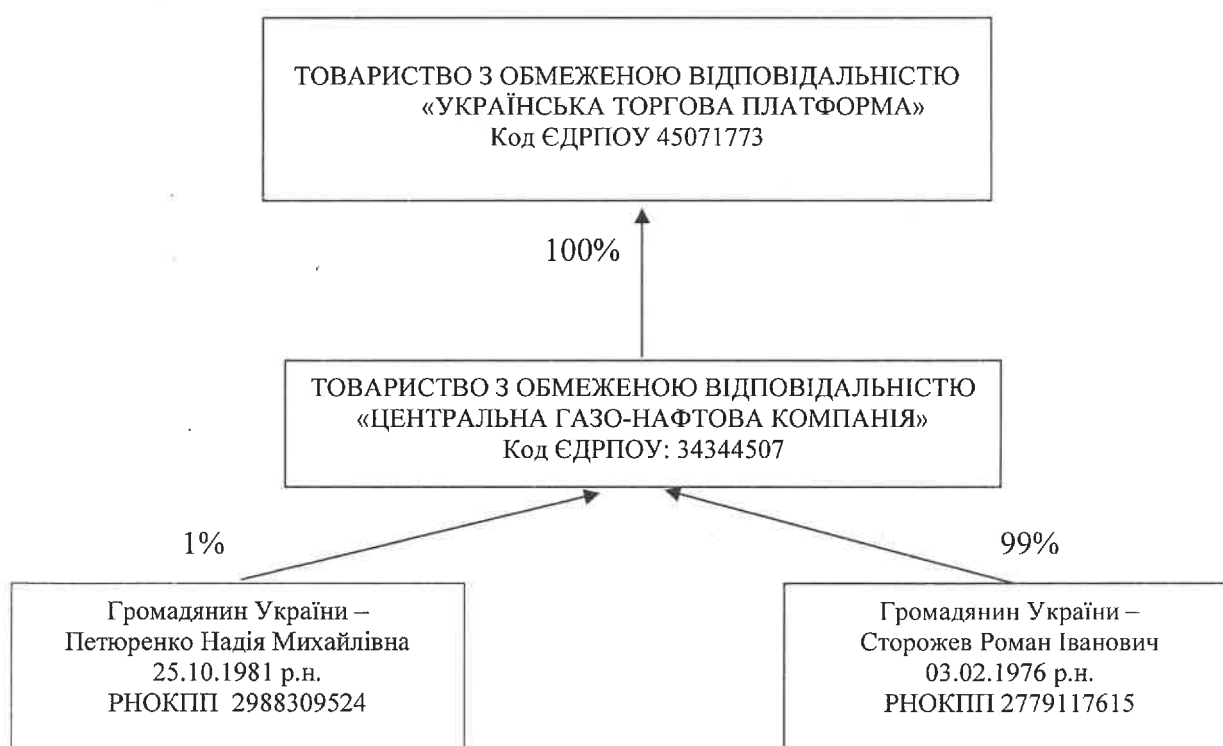 ТОВАРИСТВО З ОБМЕЖЕНОЮ ВІДПОВІДАЛЬНІСТЮ
«УКРАЇНСЬКА ТОРГОВА ПЛАТФОРМА»
Код ЄДРПОУ 45071773
100%
ТОВАРИСТВО З ОБМЕЖЕНОЮ ВІДПОВІДАЛЬНІСТЮ
«ЦЕНТРАЛЬНА ГАЗО-НАФТОВА КОМПАНІЯ»
Код ЄДРПОУ: 34344507
1%
99%
Громадянин України –
Петюренко Надія Михайлівна
25.10.1981 р.н.
РНОКПП 2988309524
Громадянин України –
Сторожев Роман Іванович
03.02.1976 р.н.
РНОКПП 2779117615